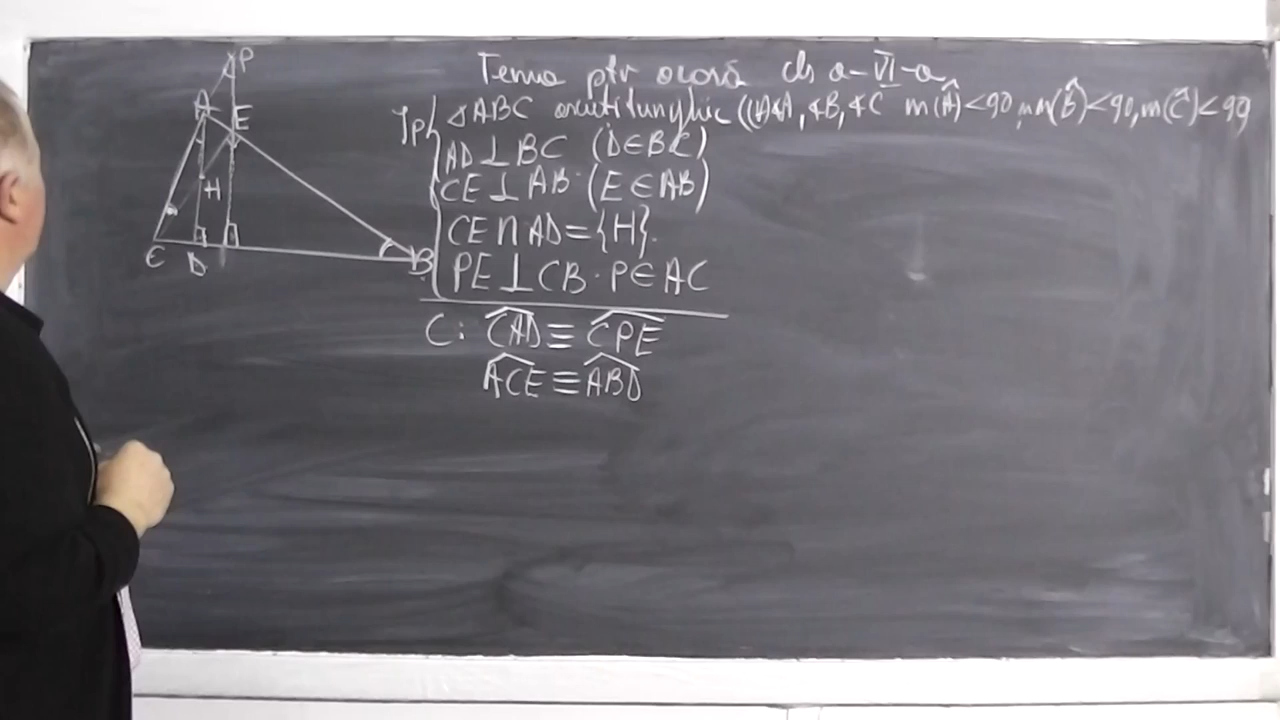 Tema ptr acasă cls a-VI-a
Ip ∢ABC ascuțitunghic ((∀)∢A, ∢B, ∢C m(Â)<90, m(B̂)<90, m(Ĉ)<90
AD⊥BC (D∈BC)
CE⊥AB. (E∈AB)
CE∩AD={H}.
PE⊥CB. P∈AC
C: CAD≡CPE
ACE≡ABD
P
A
E
H
C
D
B